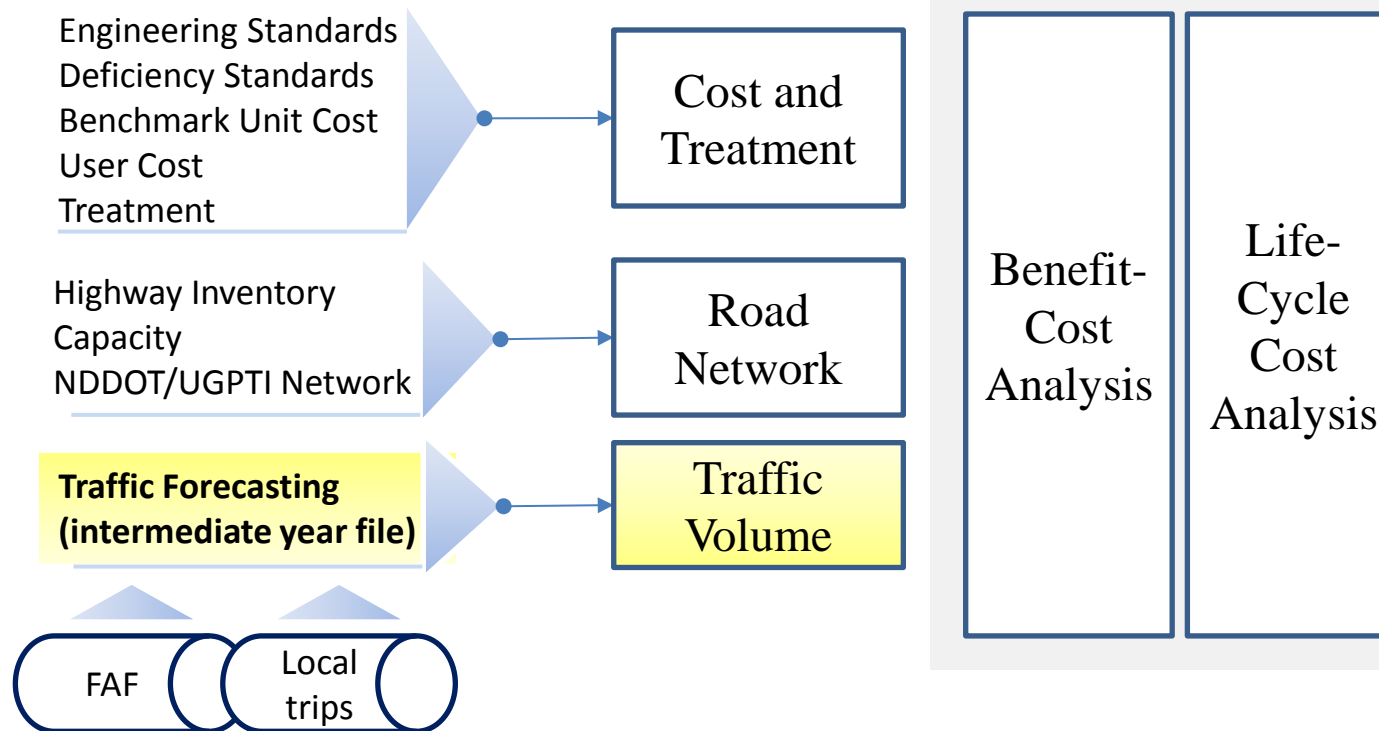 Engineering Standards
Deficiency Standards
Benchmark Unit Cost
User Cost
Treatment
Cost and
Treatment
Highway Inventory
Capacity
NDDOT/UGPTI Network
Road
Network
Traffic Forecasting
(intermediate year file)
Traffic
Volume
FAF
Local
trips
Benefit-
Cost
Analysis
Life-
Cycle
Cost
Analysis